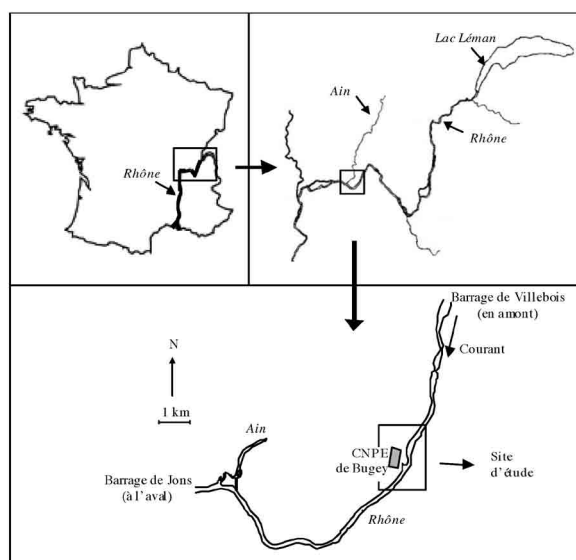 Rhône
Lac Léman
Ain
Rhône
Barrage de Villebois
(en amont)
Courant
N
1 km
Ain
CNPE
de Bugey
Site
d'étude
Barrage de Jons
(à l'aval)
Rhône